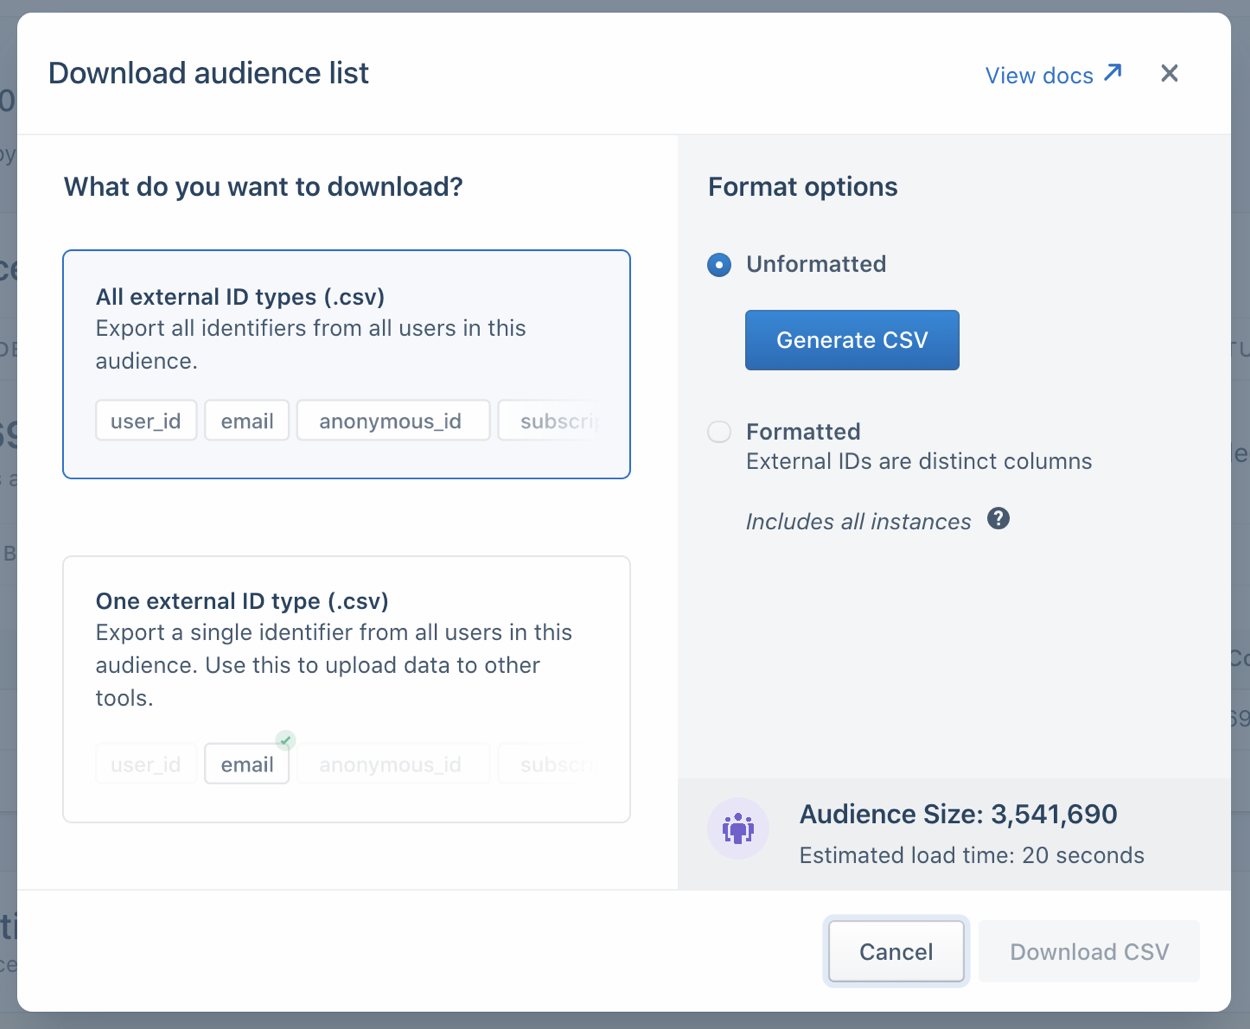 Download audience list
View docs
What do you want to download?
All external ID types (.csv)
Export all identifiers from all users in this
audience.
user_id email anonymous_id
One external ID type (.csv)
Export a single identifier from all users in this
audience. Use this to upload data to other
tools.
user_id email anonymous_id
Format options
Unformatted
Generate CSV
Formatted
External IDs are distinct columns
Includes all instances ?
Audience Size: 3,541,690
Estimated load time: 20 seconds
Cancel
Download CSV